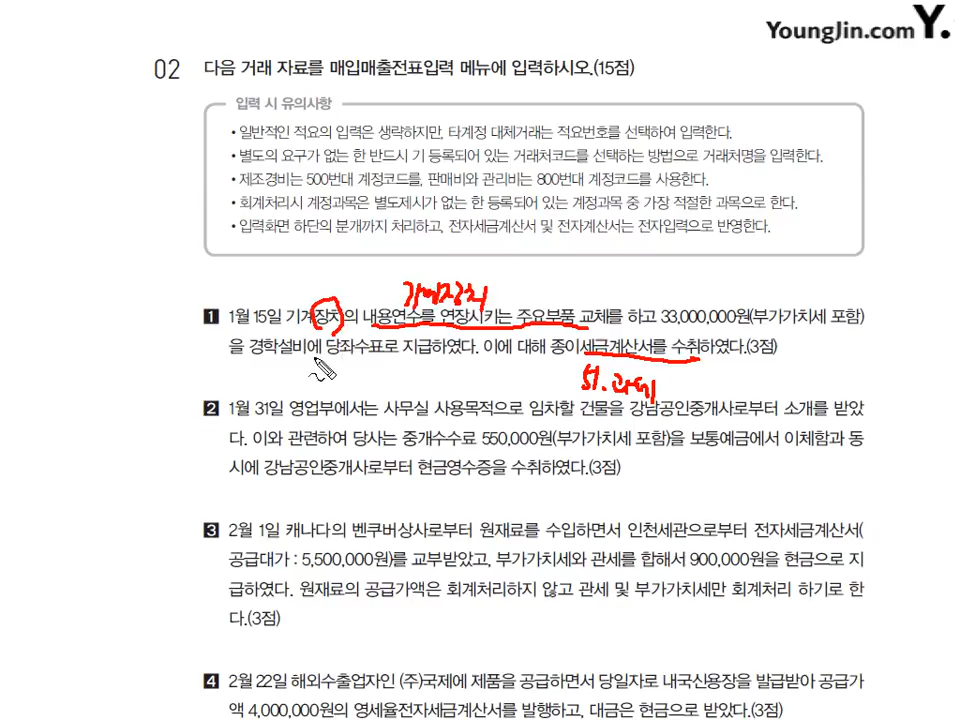 YoungJin.com Y.
02 다음 거래 자료를 매입매출전표입력 메뉴에 입력하시오.(15점)
입력 시 유의사항
• 일반적인 적요의 입력은 생략하지만, 타계정 대체거래는 적요번호를 선택하여 입력한다.
• 별도의 요구가 없는 한 반드시 기 등록되어 있는 거래처코드를 선택하는 방법으로 거래처명을 입력한다.
• 제조경비는 500번대 계정코드를, 판매비와 관리비는 800번대 계정코드를 사용한다.
• 회계처리시 계정과목은 별도제시가 없는 한 등록되어 있는 계정과목 중 가장 적절한 과목으로 한다.
• 입력화면 하단의 분개까지 처리하고, 전자세금계산서 및 전자계산서는 전자입력으로 반영한다.
기계장치
1 1월 15일 기계장치의 내용연수를 연장시키는 주요부품 교체를 하고 33,000,000원(부가가치세 포함)
을 경학설비에 당좌수표로 지급하였다. 이에 대해 종이세금계산서를 수취하였다.(3점)
51. 과세
2 1월 31일 영업부에서는 사무실 사용목적으로 임차할 건물을 강남공인중개사로부터 소개를 받았
다. 이와 관련하여 당사는 중개수수료 550,000원(부가가치세 포함)을 보통예금에서 이체함과 동
시에 강남공인중개사로부터 현금영수증을 수취하였다.(3점)
3 2월 1일 캐나다의 벤쿠버상사로부터 원재료를 수입하면서 인천세관으로부터 전자세금계산서(
공급대가 : 5,500,000원)를 교부받았고, 부가가치세와 관세를 합해서 900,000원을 현금으로 지
급하였다. 원재료의 공급가액은 회계처리하지 않고 관세 및 부가가치세만 회계처리 하기로 한
다.(3점)
4 2월 22일 해외수출업자인 (주)국제에 제품을 공급하면서 당일자로 내국신용장을 발급받아 공급가
액 4,000,000원의 영세율전자세금계산서를 발행하고, 대금은 현금으로 받았다.(3점)